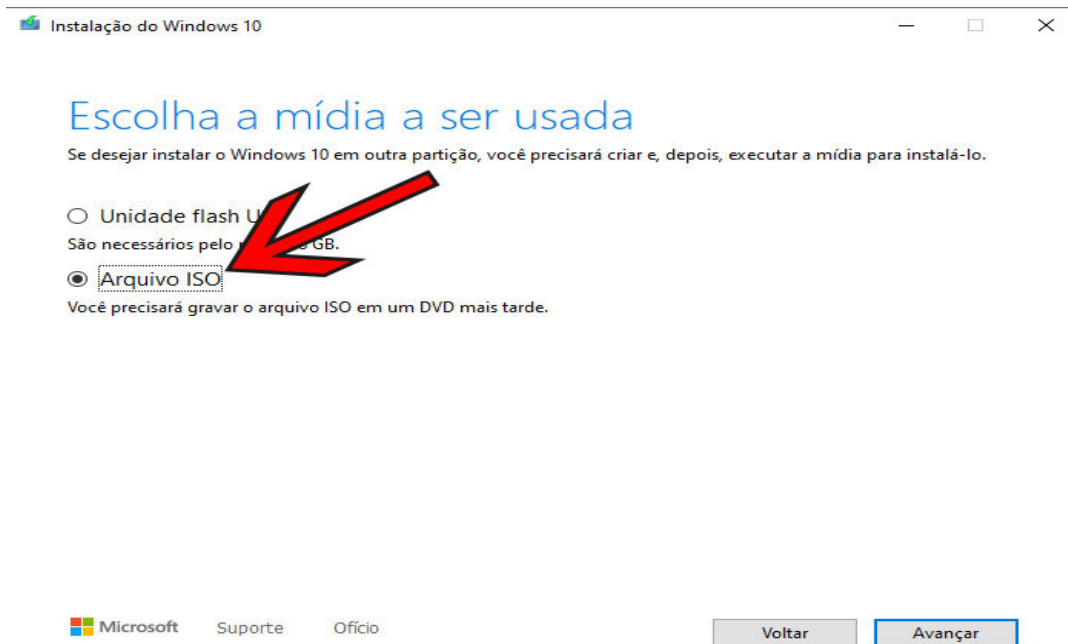 Instalação do Windows 10
Escolha a mídia a ser usada
Se desejar instalar o Windows 10 em outra partição, você precisará criar e, depois, executar a mídia para instalá-lo.
Unidade flash U
São necessários pelo GB.
Arquivo ISO
Você precisará gravar o arquivo ISO em um DVD mais tarde.
Microsoft Suporte Ofício Voltar Avançar